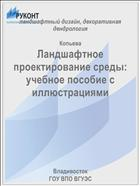 РУКОНТ
ландшафтный дизайн, декоративная
дендрология
Копьева
Ландшафтное
проектирование среды:
учебное пособие с
иллюстрациями
Владивосток
ГОУ ВПО ВГУЭС